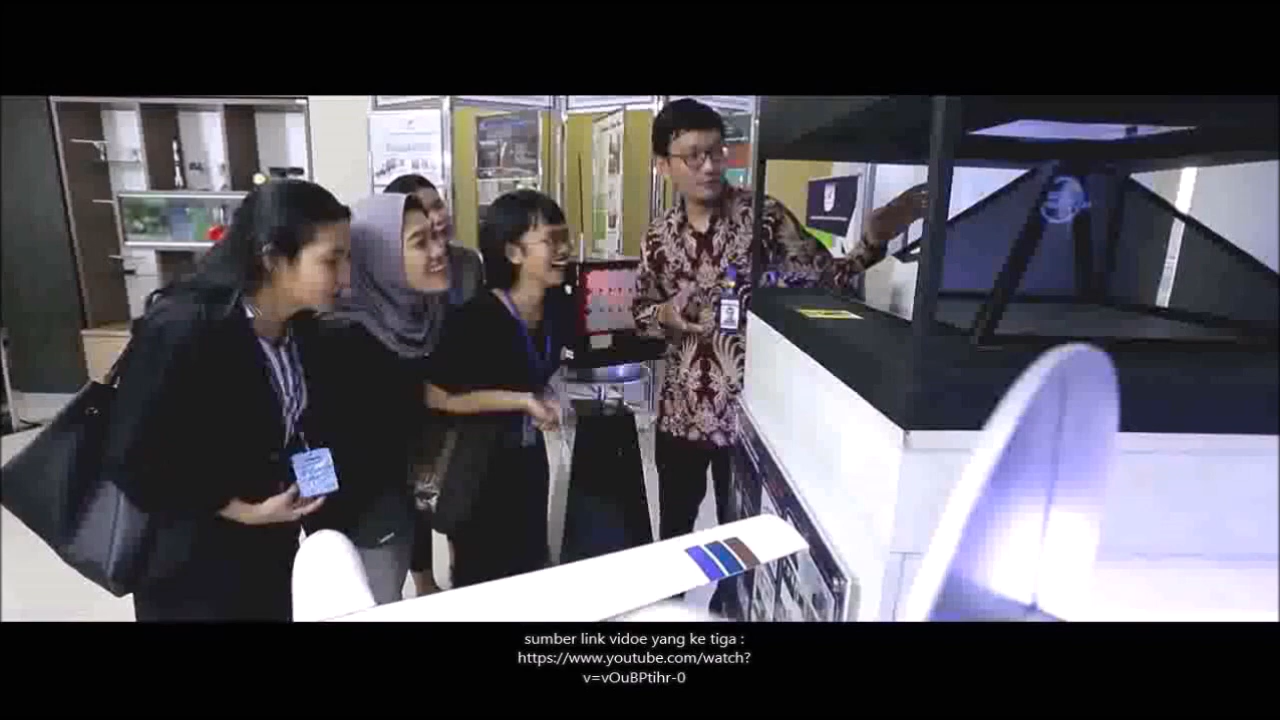 sumber link vidoe yang ke tiga :
https://www.youtube.com/watch?
v=vOuBPtihr-0